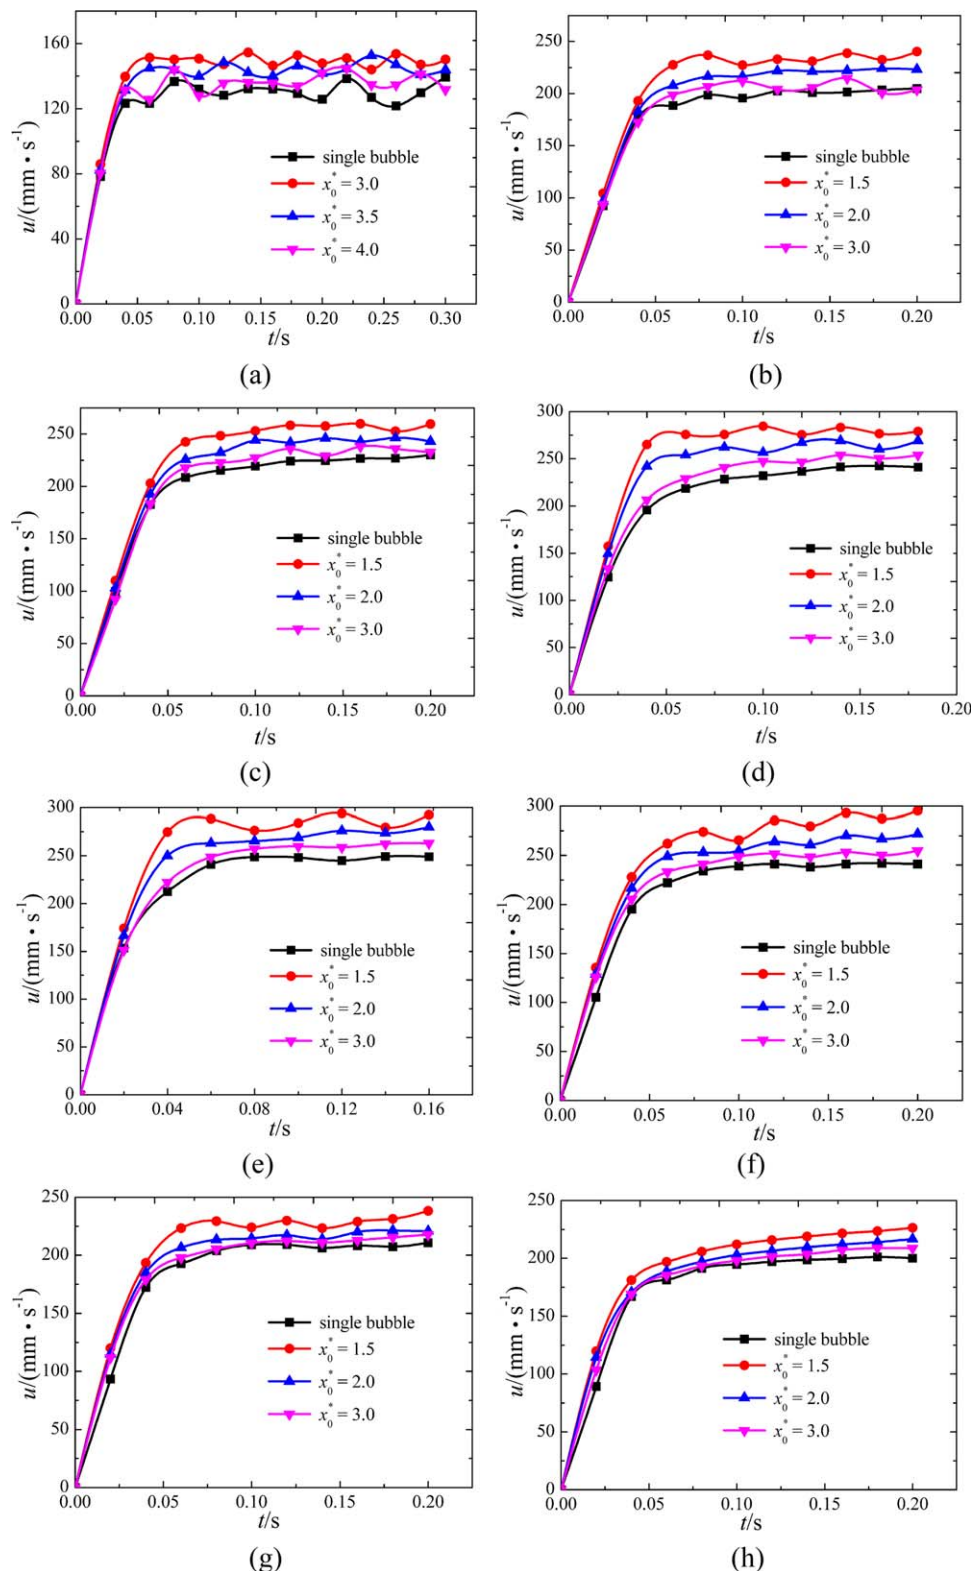 160
120
80
40
0
u/(mm • s⁻¹)
single bubble
x₀* = 3.0
x₀* = 3.5
x₀* = 4.0
0.00 0.05 0.10 0.15 0.20 0.25 0.30
t/s
(a)
250
200
150
100
50
0
u/(mm • s⁻¹)
single bubble
x₀* = 1.5
x₀* = 2.0
x₀* = 3.0
0.00 0.05 0.10 0.15 0.20
t/s
(b)
250
200
150
100
50
0
u/(mm • s⁻¹)
single bubble
x₀* = 1.5
x₀* = 2.0
x₀* = 3.0
0.00 0.05 0.10 0.15 0.20
t/s
(c)
300
250
200
150
100
50
0
u/(mm • s⁻¹)
single bubble
x₀* = 1.5
x₀* = 2.0
x₀* = 3.0
0.00 0.05 0.10 0.15 0.20
t/s
(d)
300
250
200
150
100
50
0
u/(mm • s⁻¹)
single bubble
x₀* = 1.5
x₀* = 2.0
x₀* = 3.0
0.00 0.04 0.08 0.12 0.16
t/s
(e)
300
250
200
150
100
50
0
u/(mm • s⁻¹)
single bubble
x₀* = 1.5
x₀* = 2.0
x₀* = 3.0
0.00 0.05 0.10 0.15 0.20
t/s
(f)
250
200
150
100
50
0
u/(mm • s⁻¹)
single bubble
x₀* = 1.5
x₀* = 2.0
x₀* = 3.0
0.00 0.05 0.10 0.15 0.20
t/s
(g)
250
200
150
100
50
0
u/(mm • s⁻¹)
single bubble
x₀* = 1.5
x₀* = 2.0
x₀* = 3.0
0.00 0.05 0.10 0.15 0.20
t/s
(h)